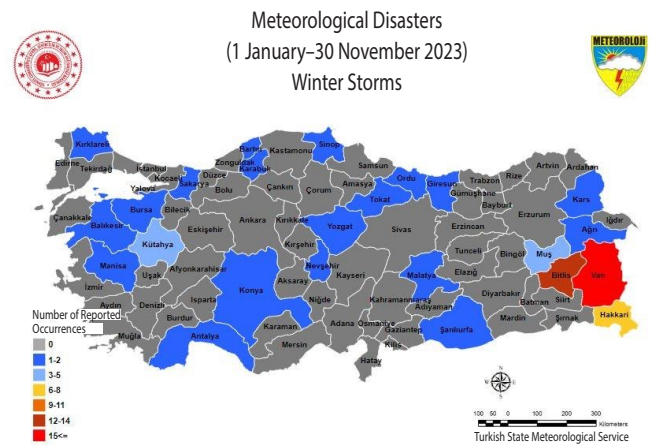 Meteorological Disasters
(1 January–30 November 2023)
Winter Storms
METEOROLOJİ
Kırklareli
Edirne
Tekirdağ
İstanbul
Kocaeli
Yalova
Sakarya
Düzce
Zonguldak
Bartın
Karabük
Kastamonu
Sinop
Samsun
Ordu
Giresun
Trabzon
Rize
Artvin
Ardahan
Kars
Iğdır
Ağrı
Gümüşhane
Bayburt
Erzurum
Bolu
Çankırı
Çorum
Amasya
Tokat
Çanakkale
Balıkesir
Bursa
Bilecik
Eskişehir
Ankara
Kırıkkale
Yozgat
Sivas
Erzincan
Tunceli
Bingöl
Muş
Bitlis
Van
Kütahya
Manisa
Uşak
Afyonkarahisar
Kırşehir
Nevşehir
Kayseri
Malatya
Elazığ
Diyarbakır
Batman
Siirt
Hakkari
Şırnak
Mardin
İzmir
Aydın
Denizli
Isparta
Burdur
Konya
Aksaray
Niğde
Kahramanmaraş
Adıyaman
Şanlıurfa
Muğla
Antalya
Karaman
Mersin
Adana
Osmaniye
Gaziantep
Kilis
Hatay
Number of Reported
Occurrences
0
1-2
3-5
6-8
9-11
12-14
15<=
N
W
E
S
100 50 0 100 200 300
Kilometers
Turkish State Meteorological Service